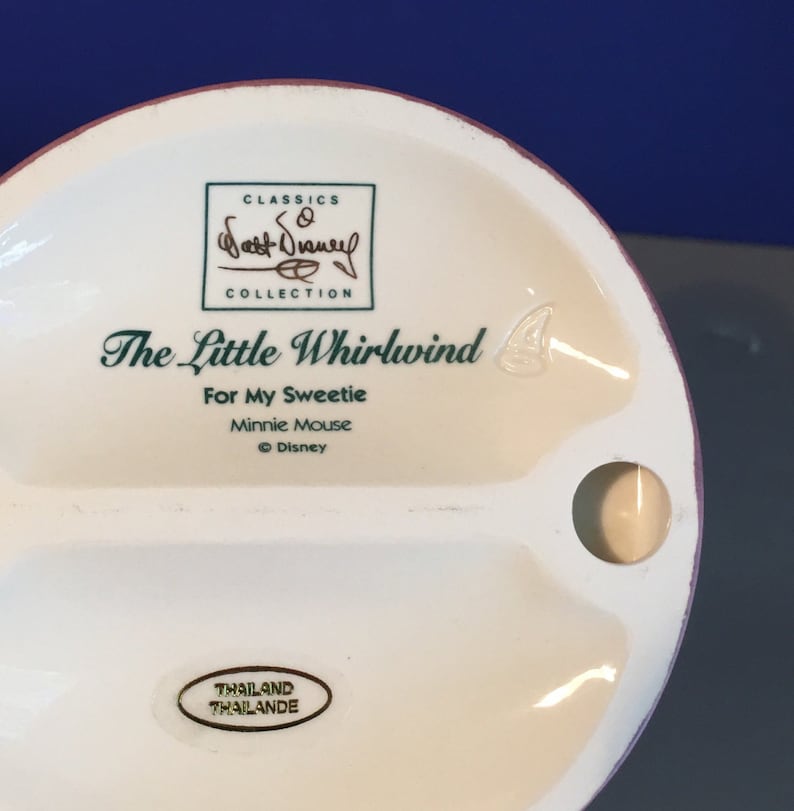 CLASSICS
Walt Disney
COLLECTION
The Little Whirlwind
For My Sweetie
Minnie Mouse
© Disney
THAILAND
THAILANDE